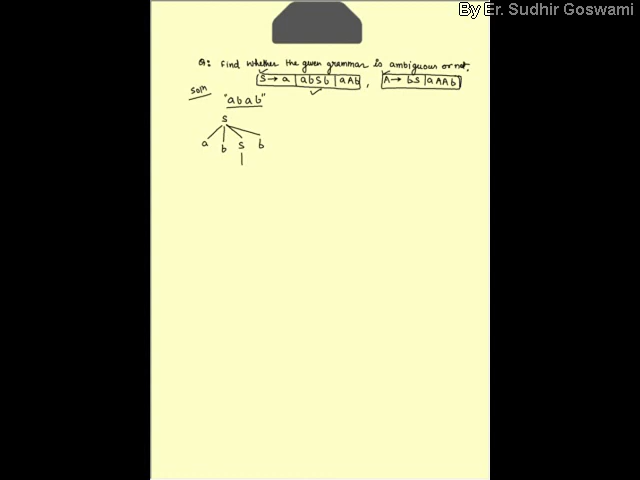 By Er. Sudhir Goswami
Q: Find whether the given grammar is ambiguous or not.
S → a | abSb | aAb , A → bS | aAAb
Soln
"abab"
S
a b S b